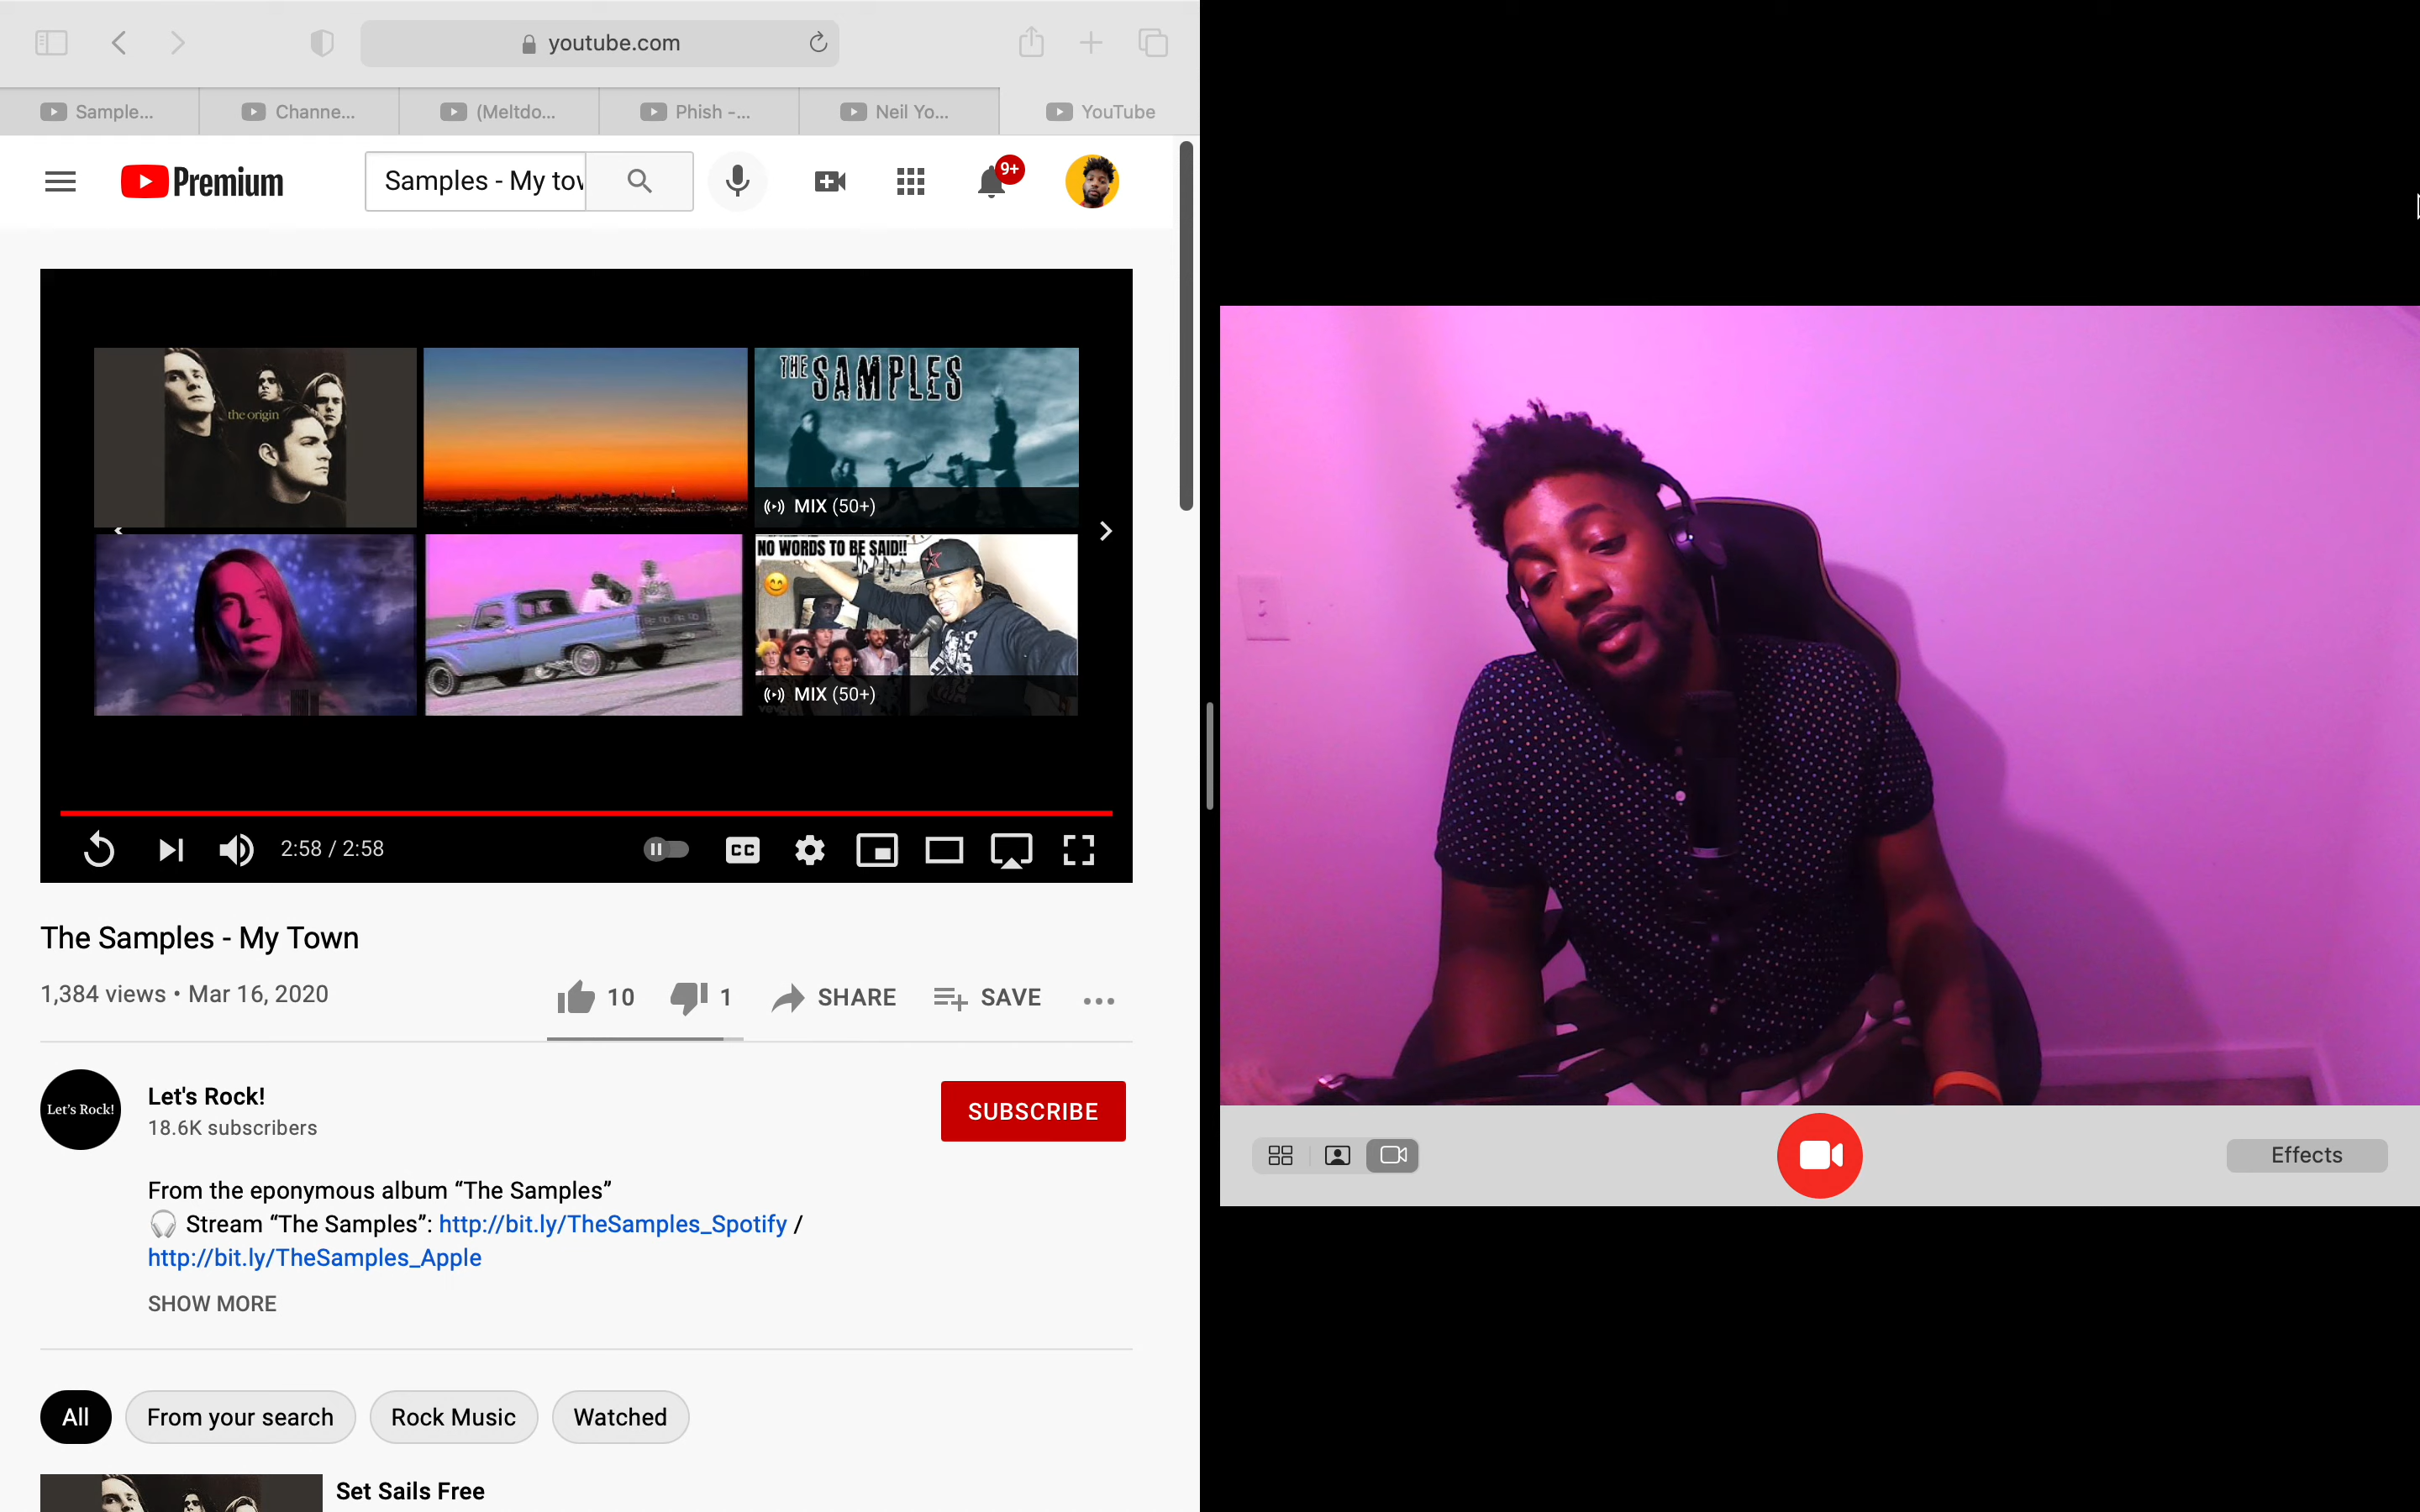 youtube.com
Sample...
Channe...
(Meltdo...
Phish -...
Neil Yo...
YouTube
Premium
Samples - My tow
9+
the origin
THE SAMPLES
MIX (50+)
NO WORDS TO BE SAID!!
MIX (50+)
2:58 / 2:58
CC
The Samples - My Town
1,384 views • Mar 16, 2020
10
1
SHARE
SAVE
Let's Rock!
Let's Rock!
18.6K subscribers
SUBSCRIBE
From the eponymous album “The Samples”
🎧 Stream “The Samples”: http://bit.ly/TheSamples_Spotify /
http://bit.ly/TheSamples_Apple
SHOW MORE
All
From your search
Rock Music
Watched
Set Sails Free
Effects